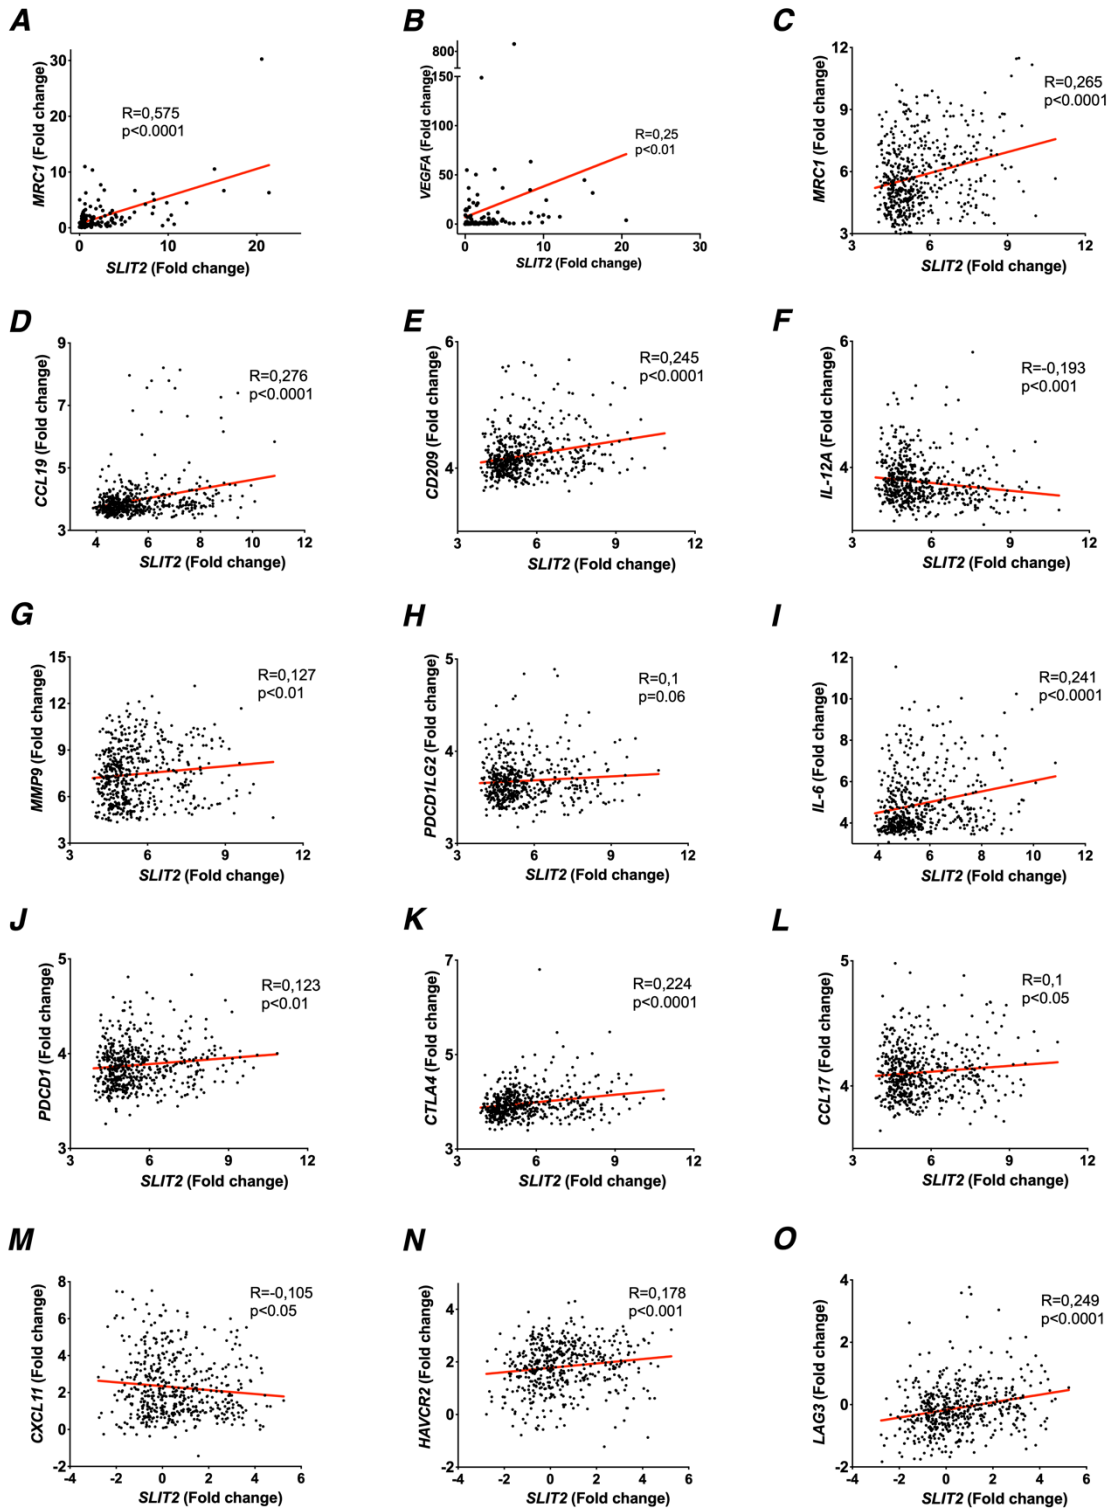 A
MRC1 (Fold change)
30
20
10
0
R=0,575
p<0.0001
0 10 20
SLIT2 (Fold change)
B
VEGFA (Fold change)
800
150
100
50
0
R=0,25
p<0.01
0 10 20 30
SLIT2 (Fold change)
C
MRC1 (Fold change)
12
9
6
3
R=0,265
p<0.0001
3 6 9 12
SLIT2 (Fold change)
D
CCL19 (Fold change)
9
7
5
3
R=0,276
p<0.0001
4 6 8 10 12
SLIT2 (Fold change)
E
CD209 (Fold change)
6
4
R=0,245
p<0.0001
3 6 9 12
SLIT2 (Fold change)
F
IL-12A (Fold change)
6
4
R=-0,193
p<0.001
3 6 9 12
SLIT2 (Fold change)
G
MMP9 (Fold change)
15
12
9
6
3
R=0,127
p<0.01
3 6 9 12
SLIT2 (Fold change)
H
PDCD1LG2 (Fold change)
5
4
3
R=0,1
p=0.06
3 6 9 12
SLIT2 (Fold change)
I
IL-6 (Fold change)
12
10
8
6
4
R=0,241
p<0.0001
4 6 8 10 12
SLIT2 (Fold change)
J
PDCD1 (Fold change)
5
4
3
R=0,123
p<0.01
3 6 9 12
SLIT2 (Fold change)
K
CTLA4 (Fold change)
7
5
3
R=0,224
p<0.0001
3 6 9 12
SLIT2 (Fold change)
L
CCL17 (Fold change)
5
4
R=0,1
p<0.05
3 6 9 12
SLIT2 (Fold change)
M
CXCL11 (Fold change)
8
6
4
2
0
-2
R=-0,105
p<0.05
-4 -2 0 2 4 6
SLIT2 (Fold change)
N
HAVCR2 (Fold change)
4
2
0
-2
R=0,178
p<0.001
-4 -2 0 2 4 6
SLIT2 (Fold change)
O
LAG3 (Fold change)
4
2
0
-2
R=0,249
p<0.0001
-4 -2 0 2 4 6
SLIT2 (Fold change)